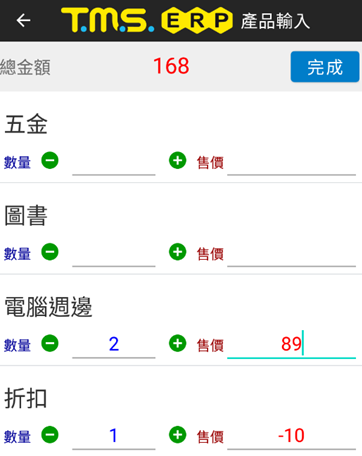 T.M.S. ERP 產品輸入
總金額 168 完成
五金
數量 售價
圖書
數量 售價
電腦週邊
數量 2 售價 89
折扣
數量 1 售價 -10